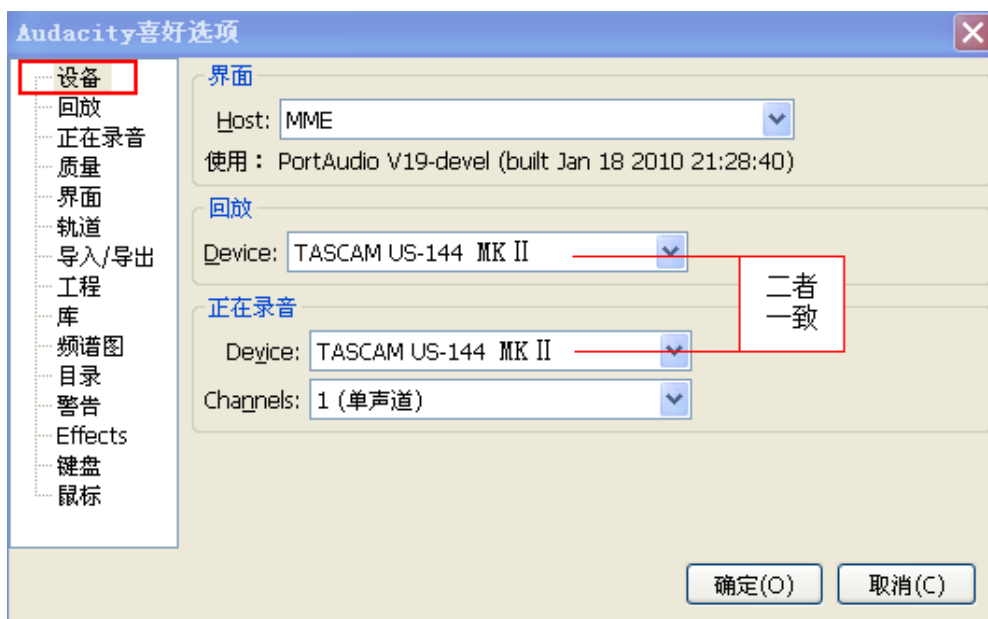 Audacity喜好选项
设备
回放
正在录音
质量
界面
轨道
导入/导出
工程
库
频谱图
目录
警告
Effects
键盘
鼠标
界面
Host: MME
使用： PortAudio V19-devel (built Jan 18 2010 21:28:40)
回放
Device: TASCAM US-144 MK Ⅱ
正在录音
Device: TASCAM US-144 MK Ⅱ
Channels: 1 (单声道)
二者
一致
确定(O) 取消(C)